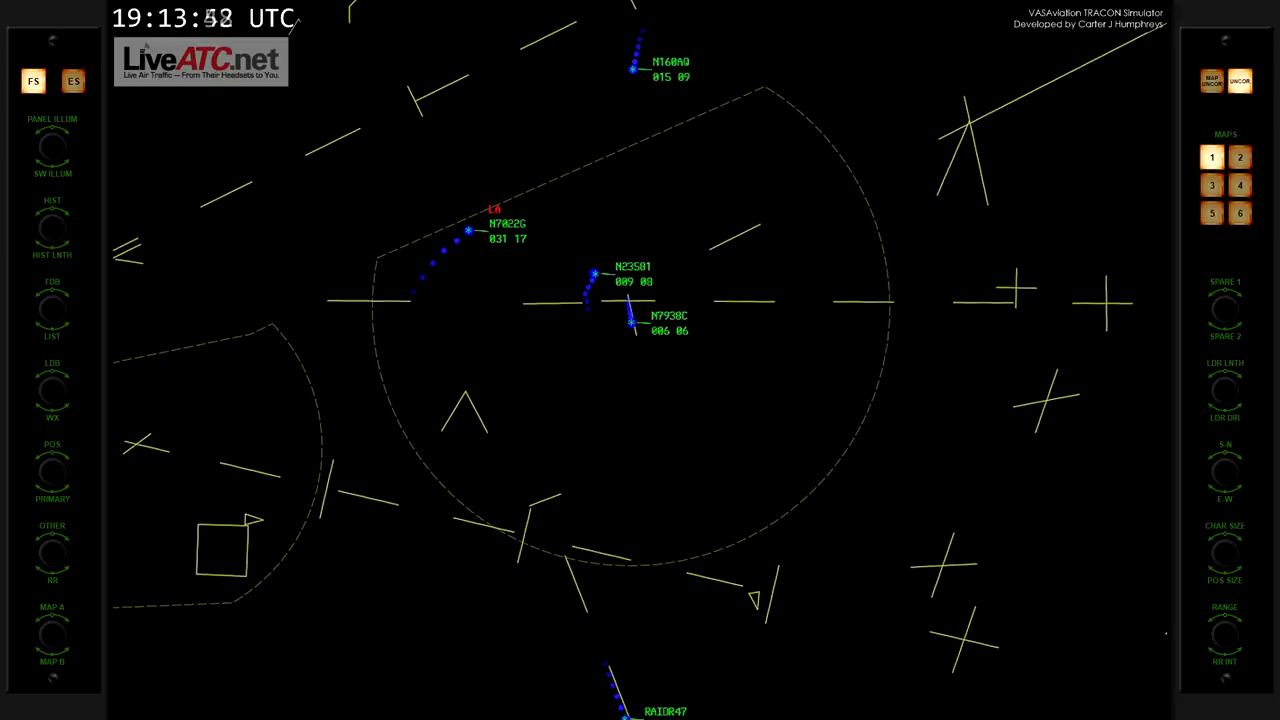 19:13:58 UTC
VASAviation TRACON Simulator
Developed by Carter J Humphreys
LiveATC.net
Live Air Traffic — From Their Headsets to You.
FS
ES
PANEL ILLUM
SW ILLUM
HIST
HIST LNTH
FDB
LIST
LDB
WX
POS
PRIMARY
OTHER
RR
MAP A
MAP B
N160AQ
015 09
LA
N7022G
031 17
N23581
009 08
N7938C
006 06
RAIDR47
MAP
UNCOR
UNCOR
MAPS
1
2
3
4
5
6
SPARE 1
SPARE 2
LDR LNTH
LDR DIR
S-N
E-W
CHAR SIZE
POS SIZE
RANGE
RR INT